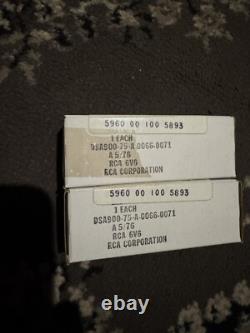 5960 00 100 5893
1 EACH
DSA900-75-A-0066-0071
A 5/76
RCA 6V6
RCA CORPORATION
5960 00 100 5893
1 EACH
DSA900-75-A-0066-0071
A 5/76
RCA 6V6
RCA CORPORATION